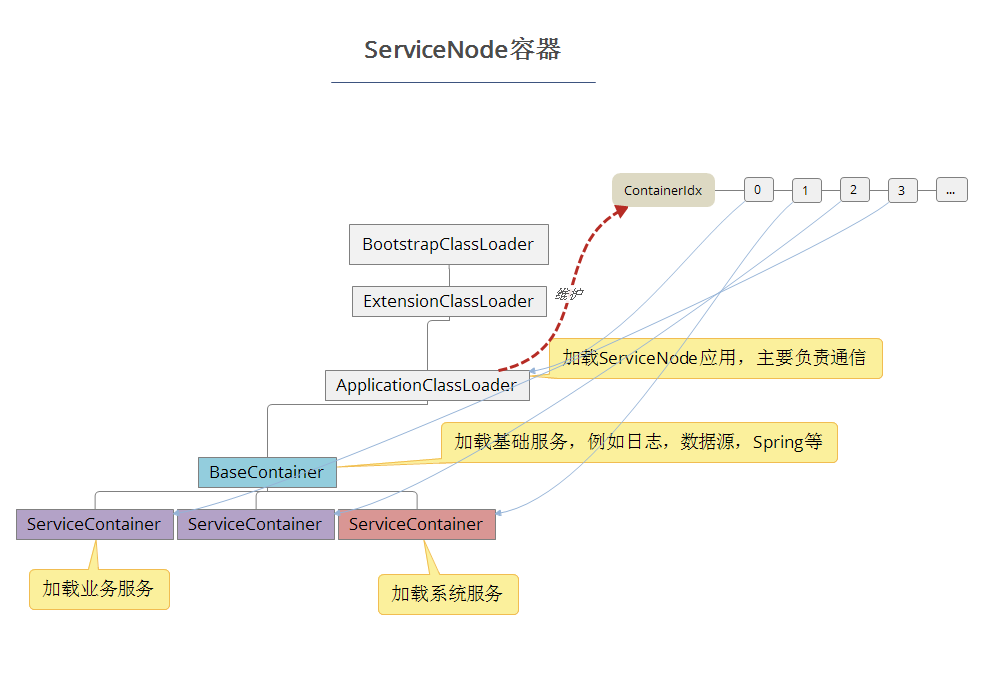 ServiceNode容器
ContainerIdx
0
1
2
3
...
BootstrapClassLoader
ExtensionClassLoader
维护
加载ServiceNode应用，主要负责通信
ApplicationClassLoader
加载基础服务，例如日志，数据源，Spring等
BaseContainer
ServiceContainer
ServiceContainer
ServiceContainer
加载业务服务
加载系统服务